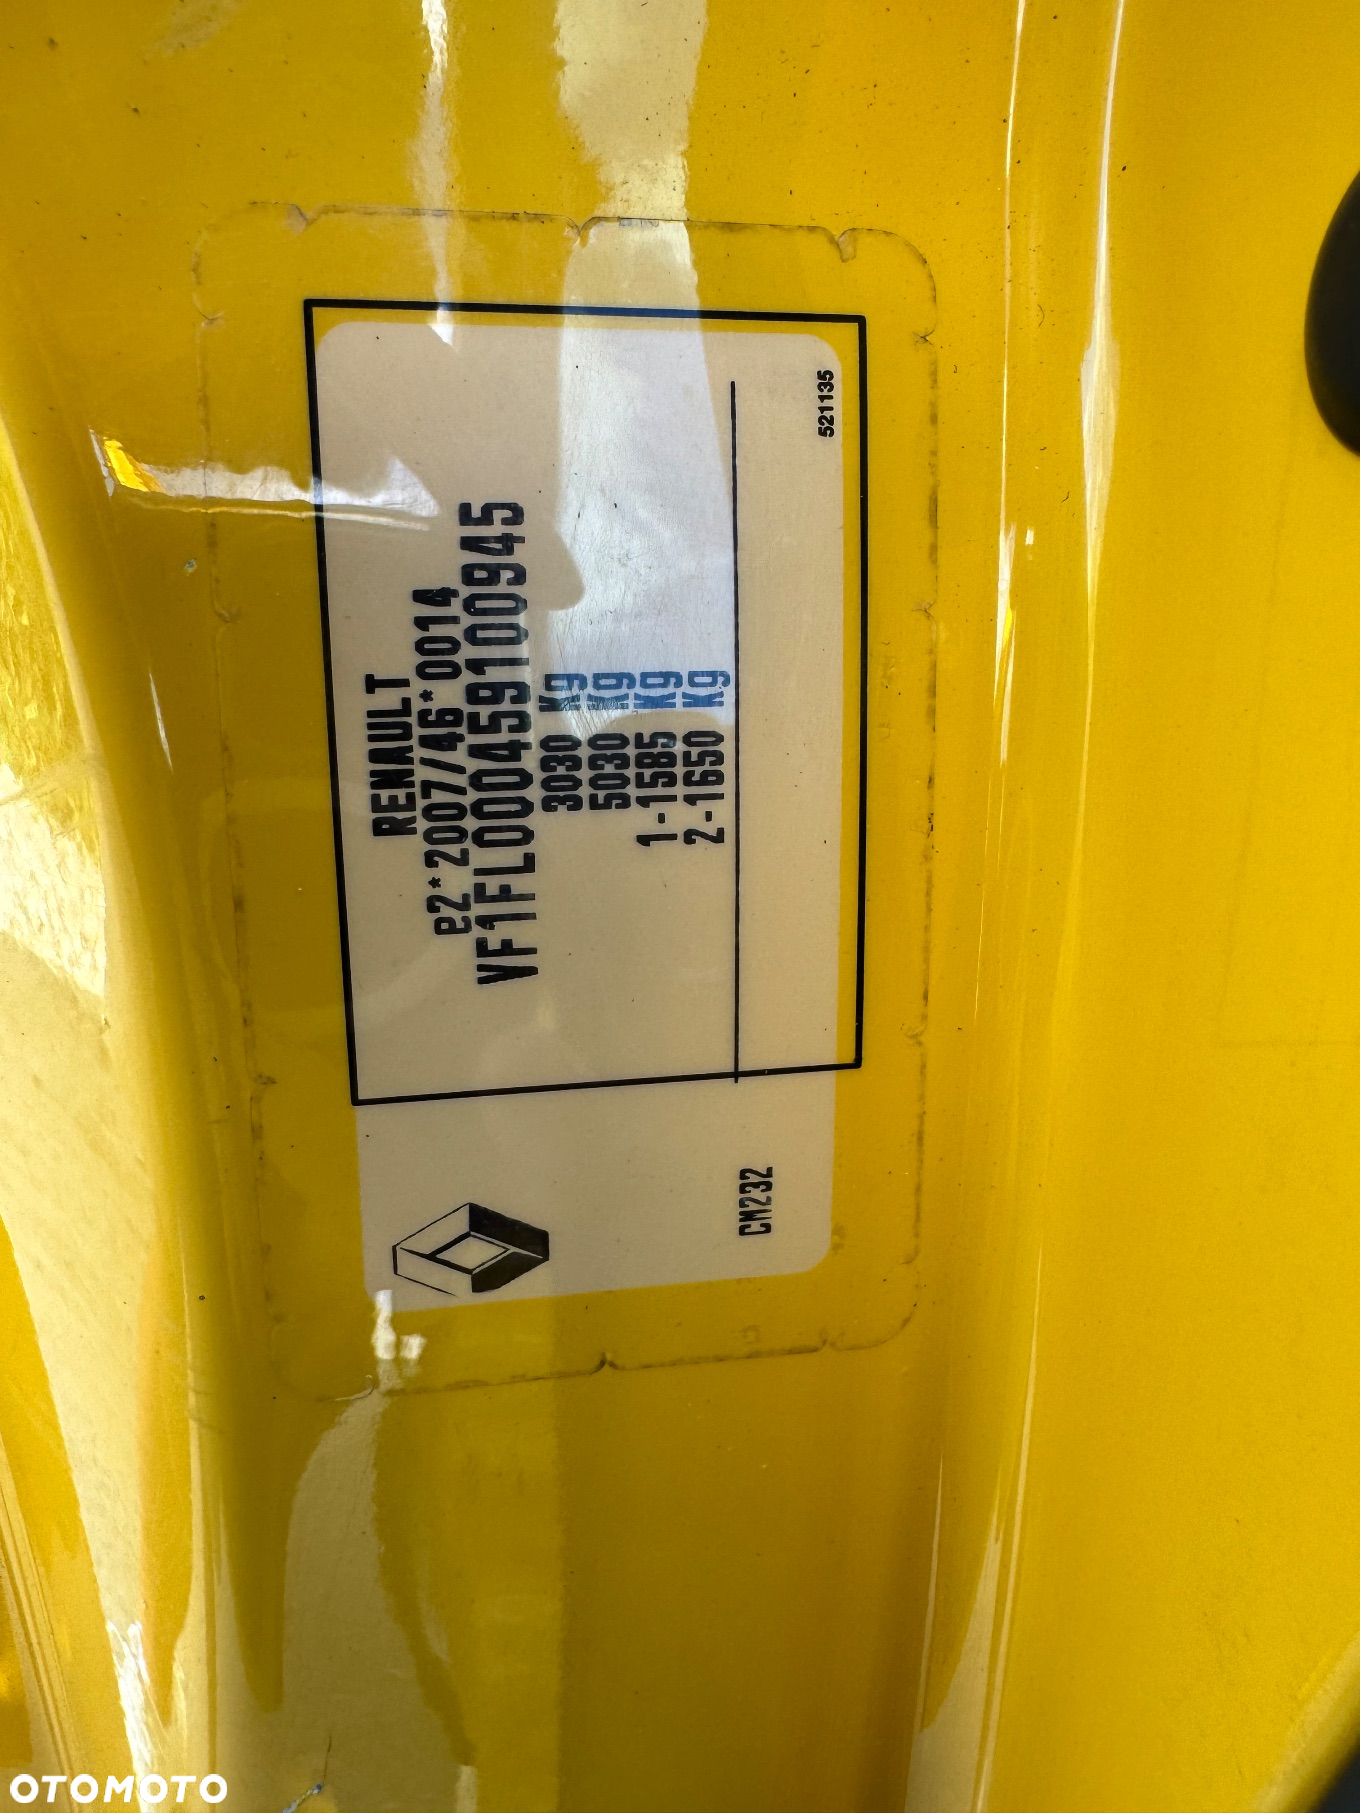 RENAULT
e2*2007/46*0014
VF1FL000459100945
3030 Kg
5030 Kg
1-1585 Kg
2-1650 Kg
521135
CM232
OTOMOTO